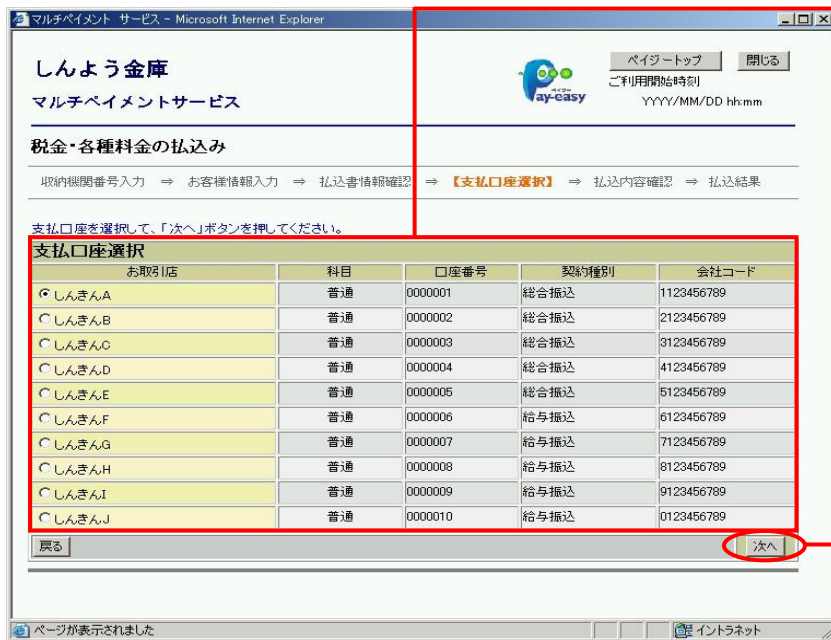 マルチペイメント サービス - Microsoft Internet Explorer
しんよう金庫
マルチペイメントサービス
ペイジー
Pay-easy
ペイジートップ 閉じる
ご利用開始時刻
YYYY/MM/DD hh:mm
税金・各種料金の払込み
収納機関番号入力 ⇒ お客様情報入力 ⇒ 払込書情報確認 ⇒ 【支払口座選択】 ⇒ 払込内容確認 ⇒ 払込結果
支払口座を選択して、「次へ」ボタンを押してください。
支払口座選択
お取引店 科目 口座番号 契約種別 会社コード
しんきんA 普通 0000001 総合振込 1123456789
しんきんB 普通 0000002 総合振込 2123456789
しんきんC 普通 0000003 総合振込 3123456789
しんきんD 普通 0000004 総合振込 4123456789
しんきんE 普通 0000005 総合振込 5123456789
しんきんF 普通 0000006 給与振込 6123456789
しんきんG 普通 0000007 給与振込 7123456789
しんきんH 普通 0000008 給与振込 8123456789
しんきんI 普通 0000009 給与振込 9123456789
しんきんJ 普通 0000010 給与振込 0123456789
戻る 次へ
ページが表示されました イントラネット